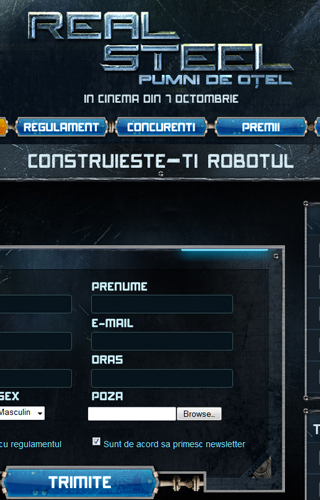 REAL
STEEL
PUMNI DE OȚEL
IN CINEMA DIN 7 OCTOMBRIE
REGULAMENT CONCURENTI PREMII
CONSTRUIESTE-TI ROBOTUL
PRENUME
E-MAIL
ORAS
SEX POZA
Masculin Browse..
cu regulamentul Sunt de acord sa primesc newsletter
TRIMITE